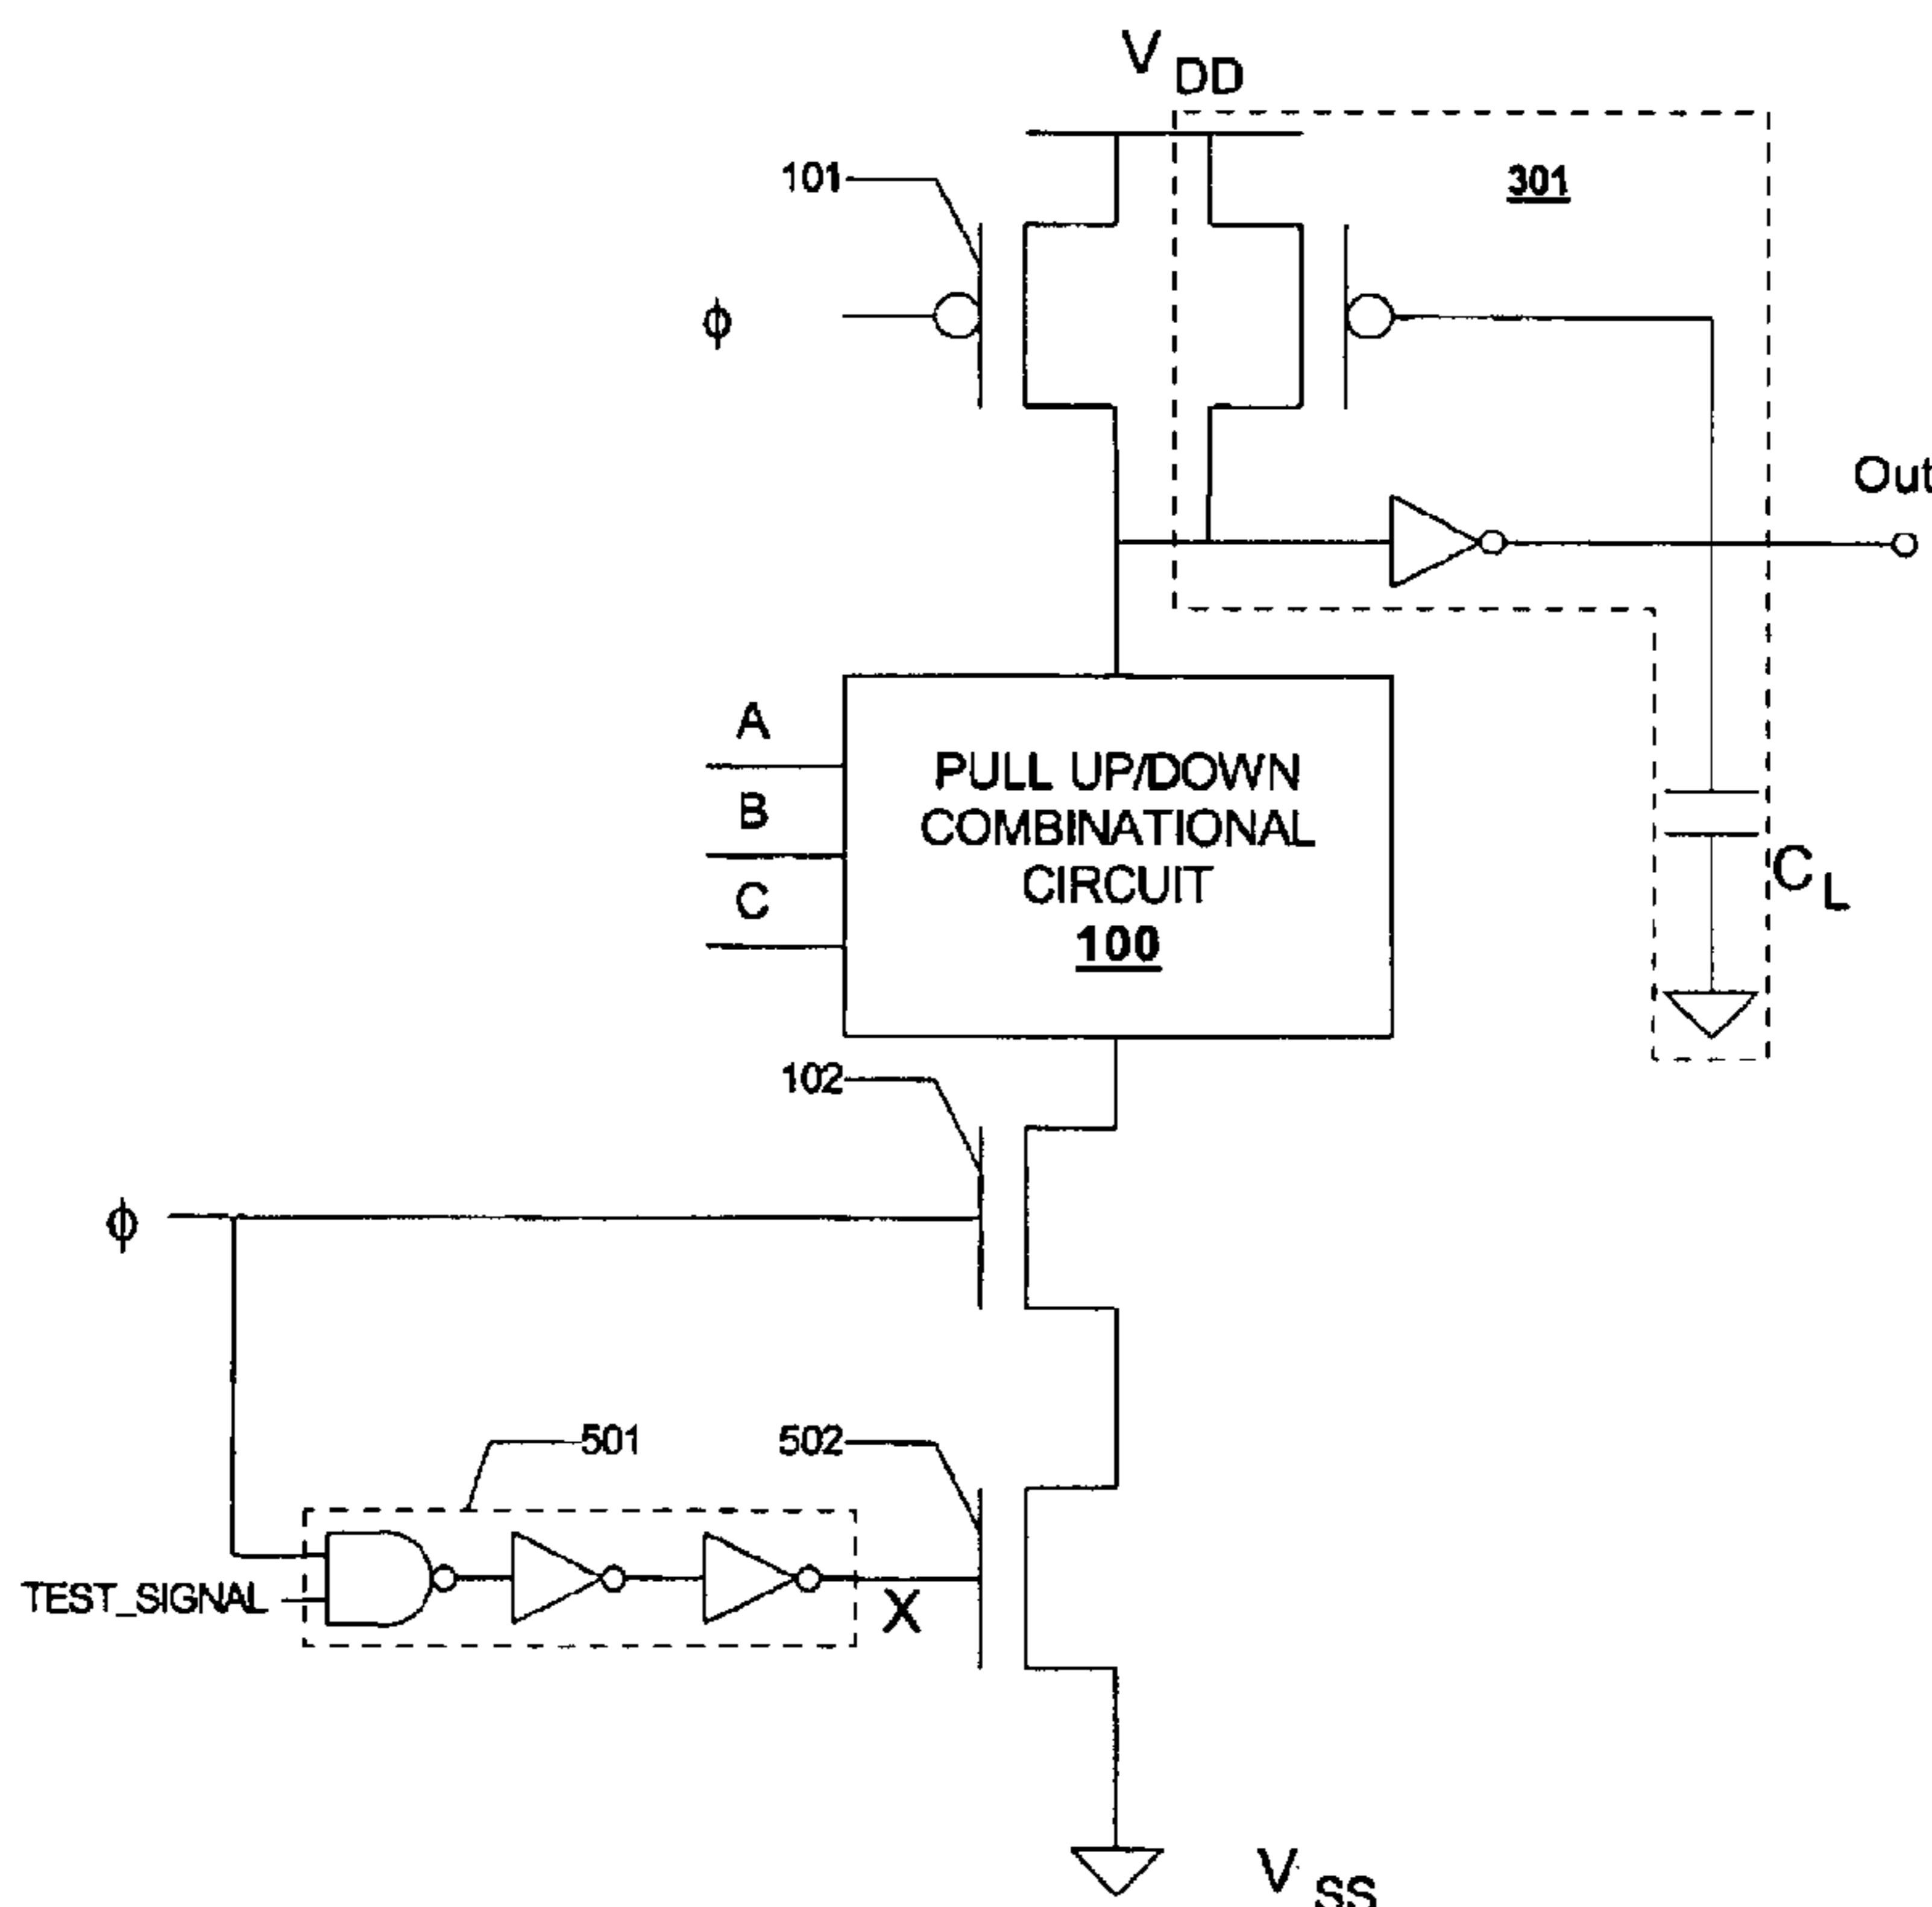 V DD
101
301
ϕ
Out
A
B
C
PULL UP/DOWN
COMBINATIONAL
CIRCUIT
100
C L
102
ϕ
501
502
TEST_SIGNAL
X
V SS